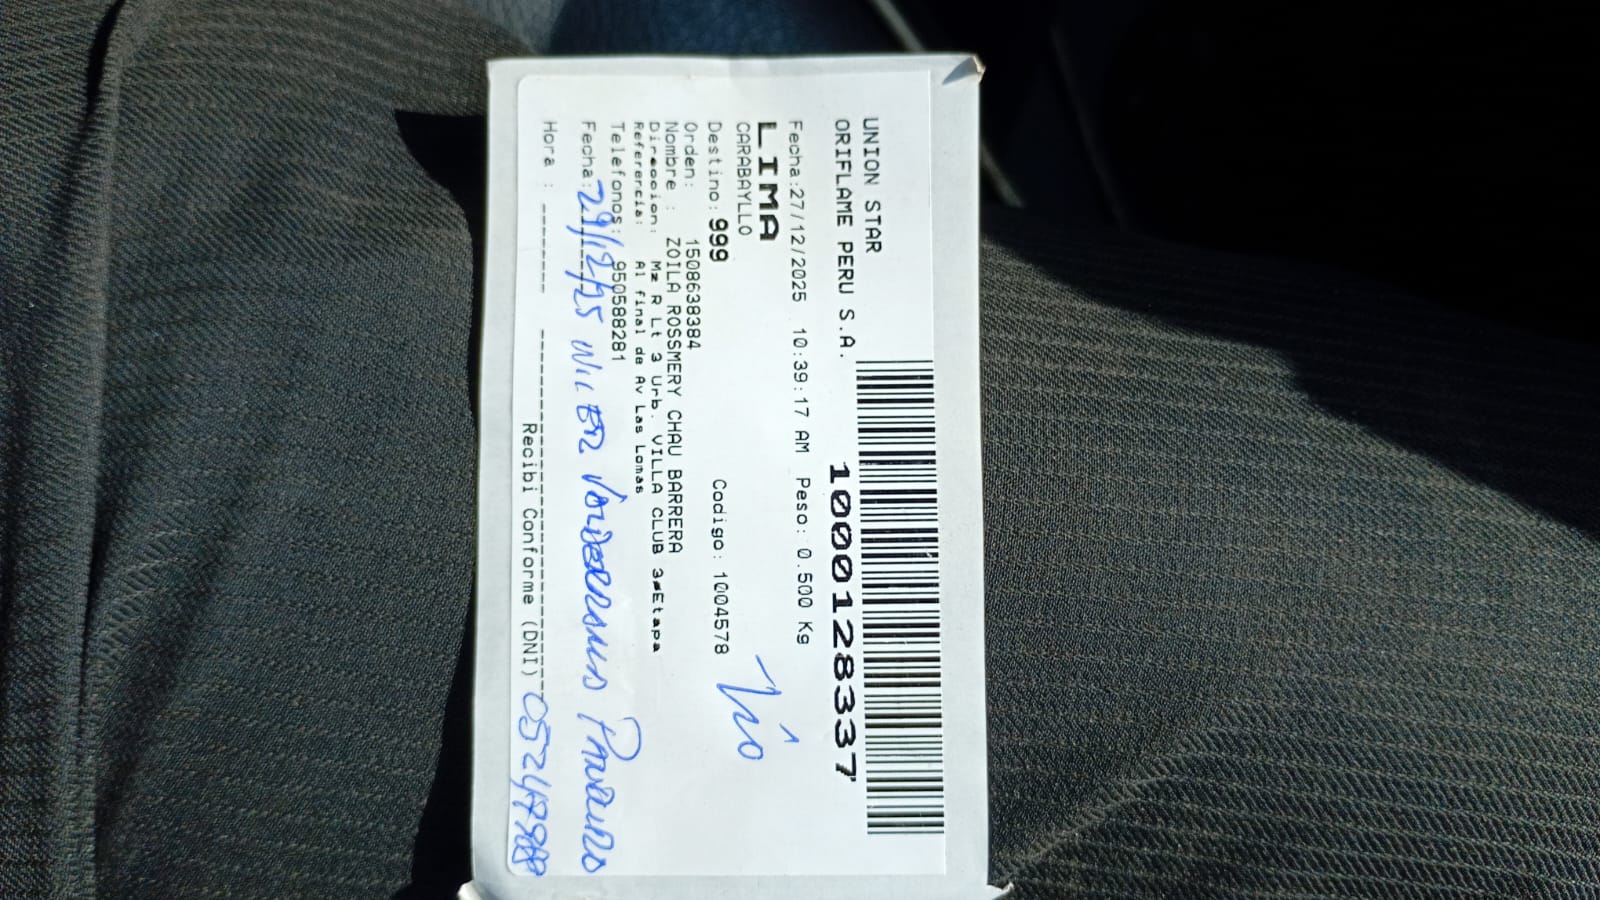 UNION STAR
ORIFLAME PERU S.A.
1000128337
Fecha:27/12/2025 10:39:17 AM Peso: 0.500 Kg
LIMA
CARABAYLLO
Destino: 999 Codigo: 1004578
Orden: 1508638384
Nombre : ZOILA ROSSMERY CHAU BARRERA
Direccion: Mz R Lt 3 Urb. VILLA CLUB 3 Etapa
Referencia: Al final de Av Las Lomas
Telefonos: 950588281
Fecha: 29/12/25
Hora :
Recibi Conforme (DNI)